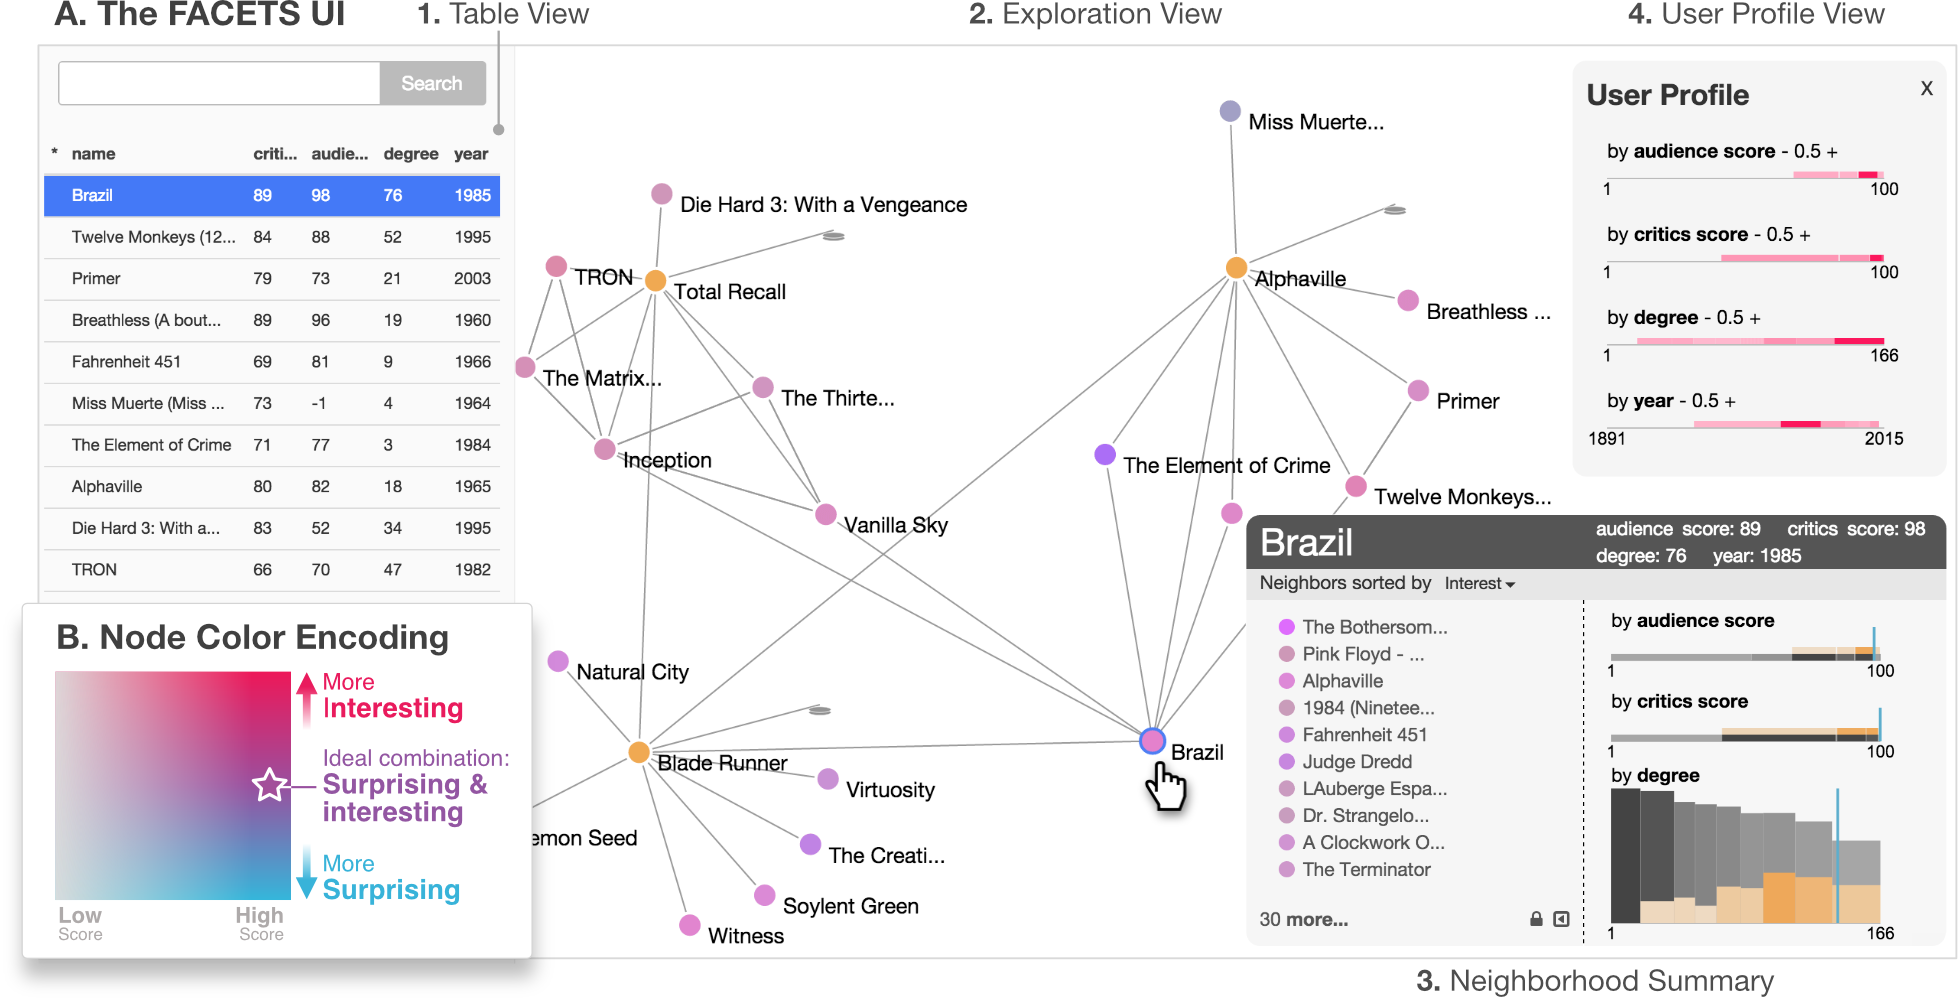 A. The FACETS UI
1. Table View
2. Exploration View
4. User Profile View
Search
* name criti... audie... degree year
Brazil 89 98 76 1985
Twelve Monkeys (12... 84 88 52 1995
Primer 79 73 21 2003
Breathless (A bout... 89 96 19 1960
Fahrenheit 451 69 81 9 1966
Miss Muerte (Miss ... 73 -1 4 1964
The Element of Crime 71 77 3 1984
Alphaville 80 82 18 1965
Die Hard 3: With a... 83 52 34 1995
TRON 66 70 47 1982
B. Node Color Encoding
More
Interesting
Ideal combination:
Surprising &
interesting
More
Surprising
Low
Score
High
Score
Die Hard 3: With a Vengeance
TRON
Total Recall
The Matrix...
The Thirte...
Inception
Vanilla Sky
Natural City
Blade Runner
Virtuosity
emon Seed
The Creati...
Soylent Green
Witness
Miss Muerte...
Alphaville
Breathless ...
Primer
The Element of Crime
Twelve Monkeys...
Brazil
User Profile
X
by audience score - 0.5 +
1 100
by critics score - 0.5 +
1 100
by degree - 0.5 +
1 166
by year - 0.5 +
1891 2015
Brazil
audience score: 89 critics score: 98
degree: 76 year: 1985
Neighbors sorted by Interest
The Bothersom...
Pink Floyd - ...
Alphaville
1984 (Ninetee...
Fahrenheit 451
Judge Dredd
LAuberge Espa...
Dr. Strangelo...
A Clockwork O...
The Terminator
30 more...
by audience score
1 100
by critics score
1 100
by degree
1 166
3. Neighborhood Summary